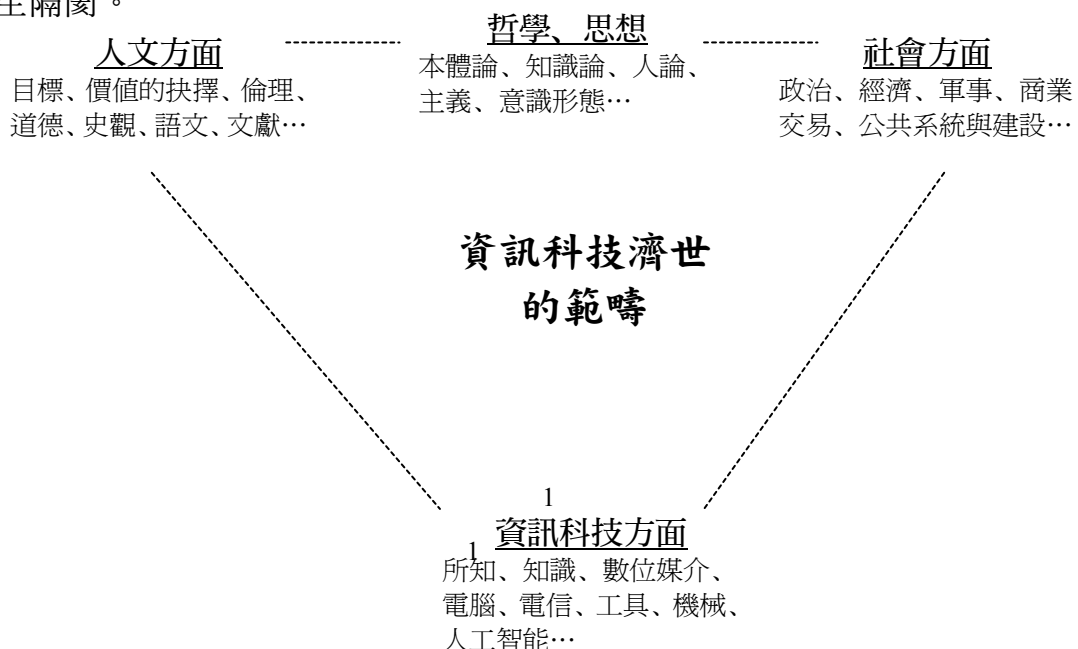 生隔閡。
人文方面
目標、價值的抉擇、倫理、
道德、史觀、語文、文獻…
哲學、思想
本體論、知識論、人論、
主義、意識形態…
社會方面
政治、經濟、軍事、商業
交易、公共系統與建設…
資訊科技濟世
的範疇
1
1
資訊科技方面
所知、知識、數位媒介、
電腦、電信、工具、機械、
人工智能…